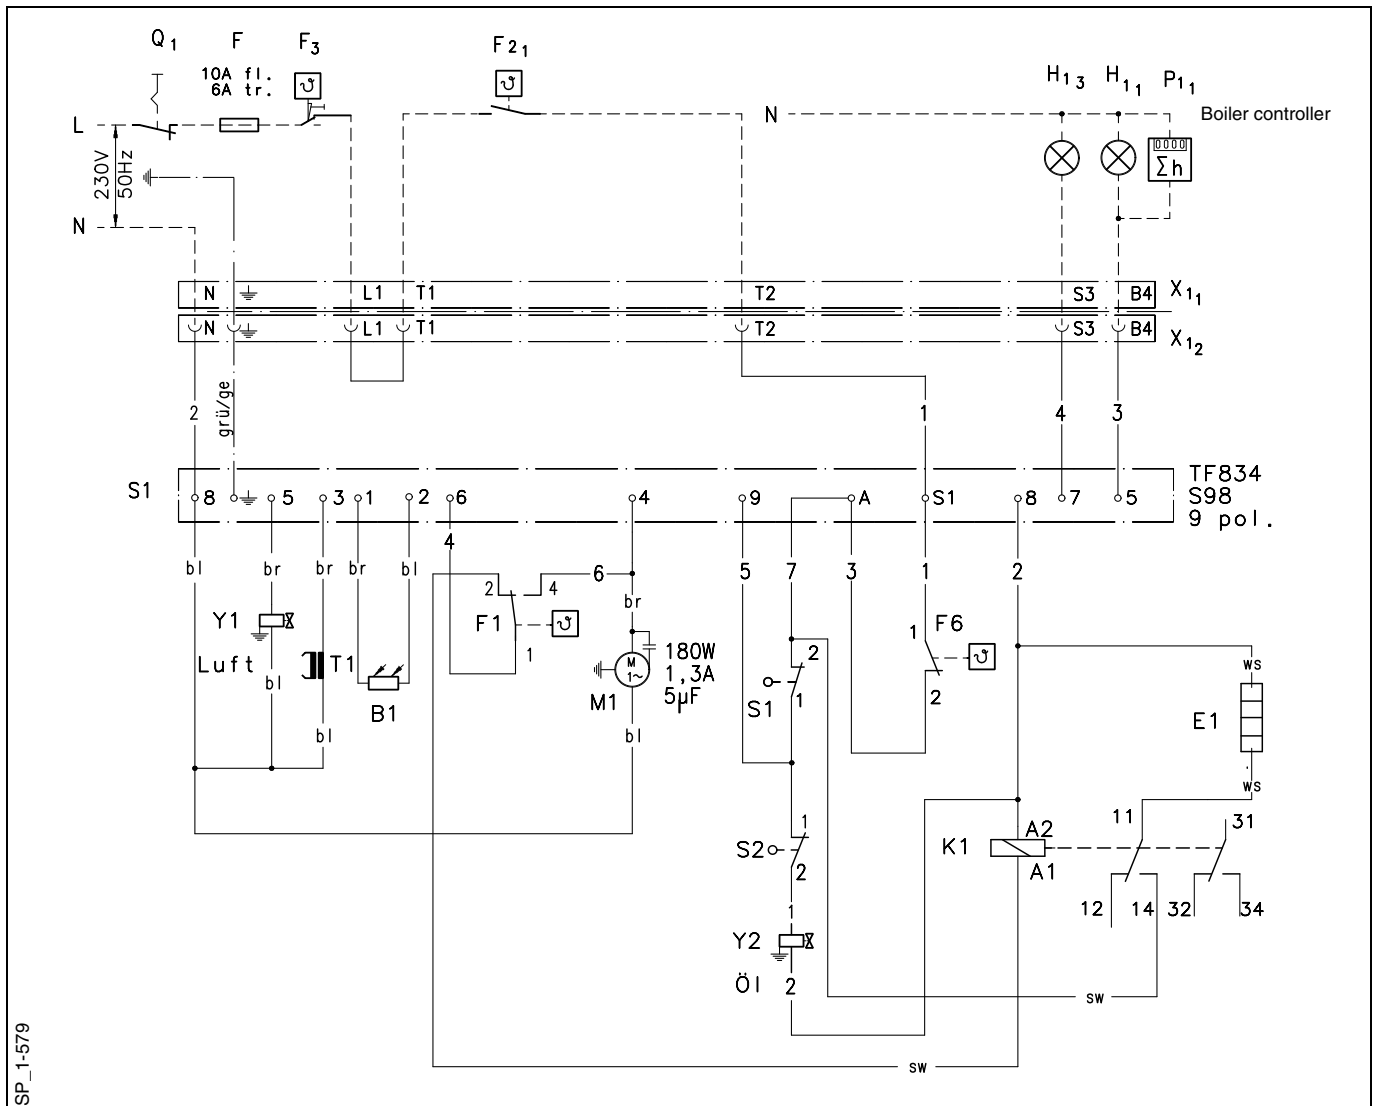 Q1 F F3 F21
10A fl.
6A tr.
H13 H11 P11
Boiler controller
L N
230V
50Hz
N
0000
Σh
ϑ ϑ
N L1 T1 T2 S3 B4 X11
N L1 T1 T2 S3 B4 X12
2 grü/ge 1 4 3
S1 8 5 3 1 2 6 4 9 A S1 8 7 5
TF834
S98
9 pol.
4
bl br br br bl 5 7 3 1 2
2 4 6
br
Y1 F1 ϑ 1 F6 ϑ
Luft T1 bl 1 M 1~ 180W 2 ws
1,3A
5µF
B1 M1 S1 1 2 E1
bl bl
ws
11 31
1 A2
S2 K1
2 A1
1 12 14 32 34
Y2
Öl 2
sw
sw
SP_1-579